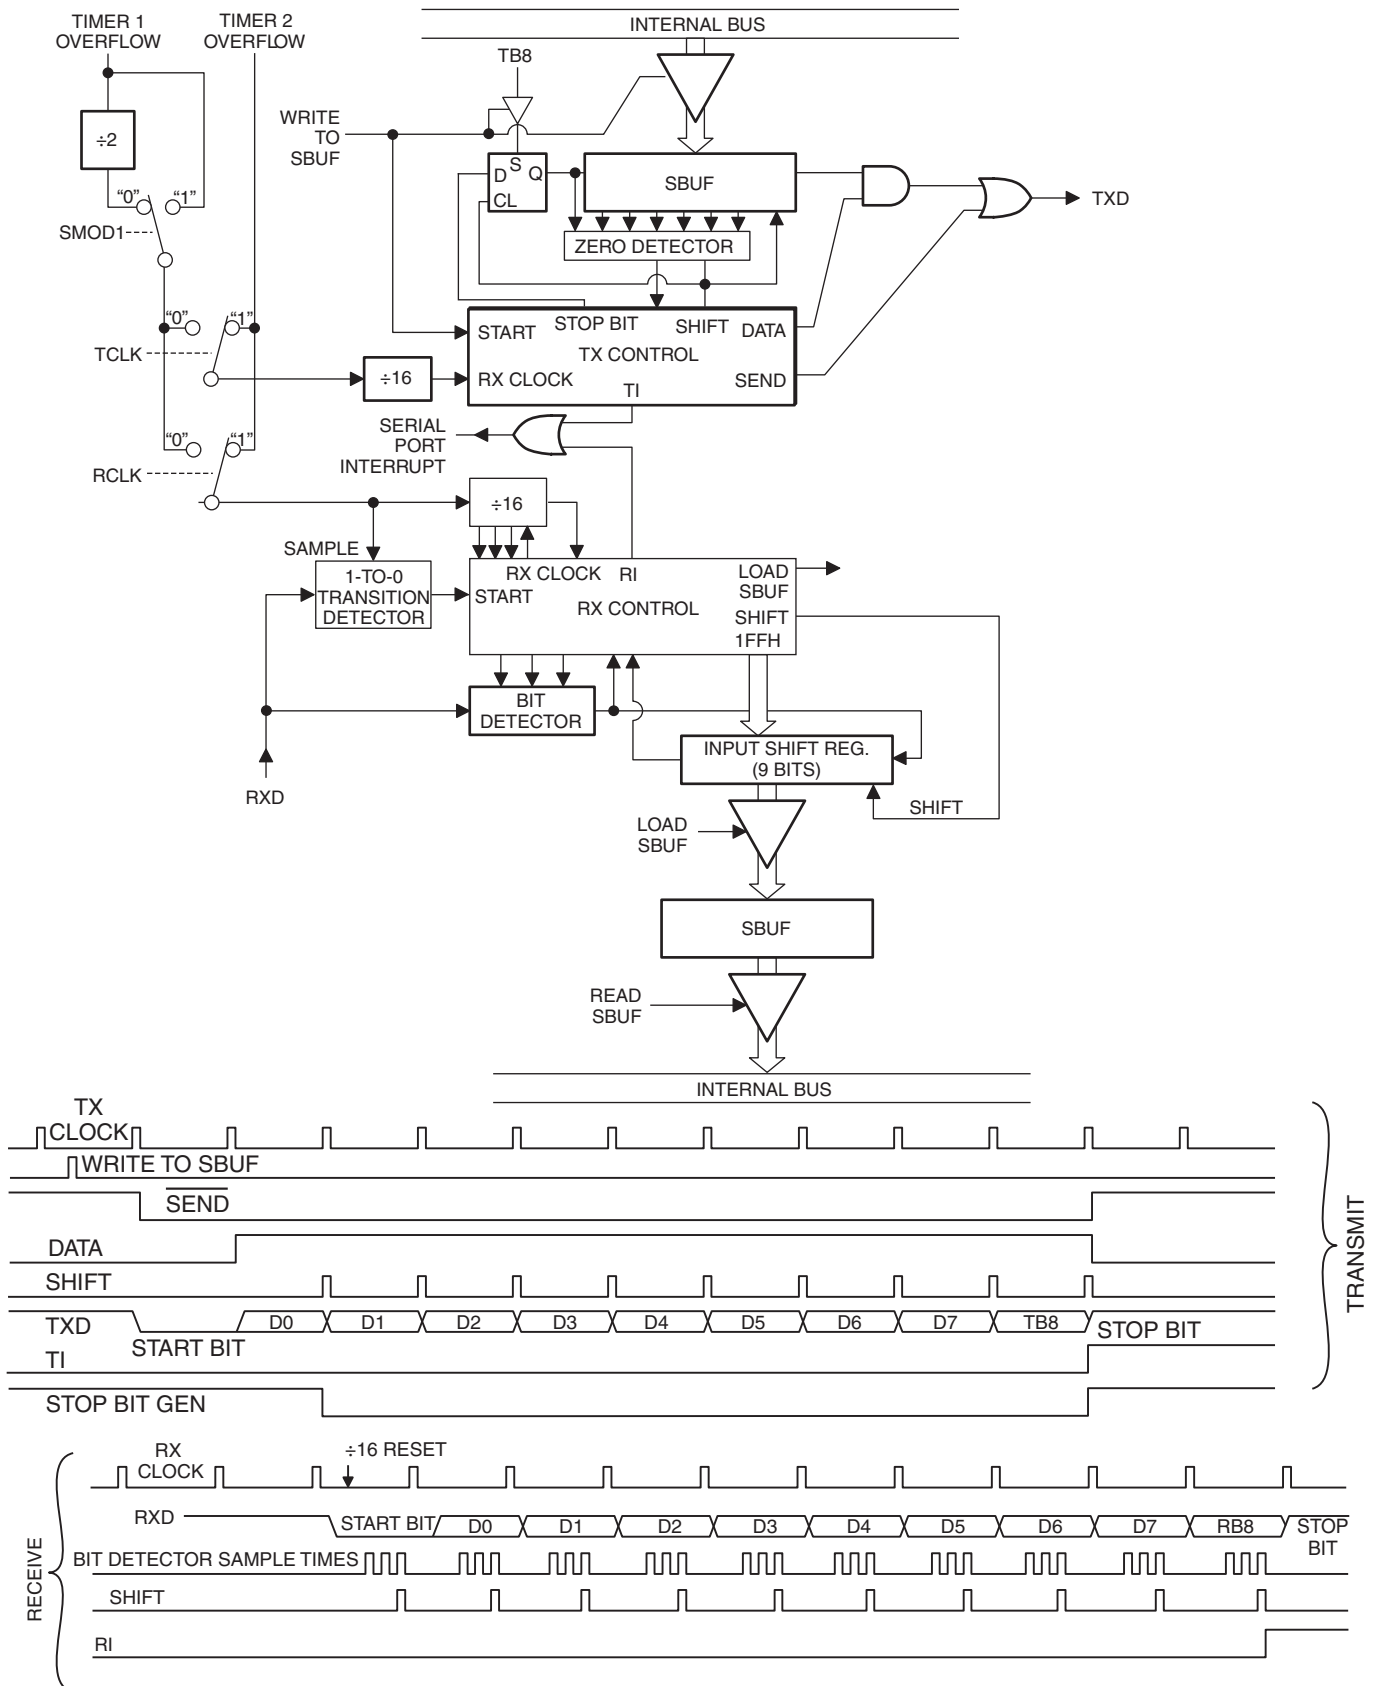 TIMER 1
OVERFLOW
TIMER 2
OVERFLOW
INTERNAL BUS
TB8
WRITE
TO
SBUF
÷2
"0"
"1"
SMOD1
S
D
Q
CL
SBUF
ZERO DETECTOR
TXD
"0"
"1"
TCLK
START
STOP BIT
SHIFT
DATA
TX CONTROL
RX CLOCK
SEND
TI
÷16
SERIAL
PORT
INTERRUPT
"0"
"1"
RCLK
÷16
SAMPLE
1-TO-0
TRANSITION
DETECTOR
RX CLOCK
RI
LOAD
SBUF
START
RX CONTROL
SHIFT
1FFH
BIT
DETECTOR
INPUT SHIFT REG.
(9 BITS)
RXD
SHIFT
LOAD
SBUF
SBUF
READ
SBUF
INTERNAL BUS
TX
CLOCK
WRITE TO SBUF
SEND
DATA
SHIFT
TXD
START BIT
D0
D1
D2
D3
D4
D5
D6
D7
TB8
STOP BIT
TI
STOP BIT GEN
TRANSMIT
RX
CLOCK
÷16 RESET
RXD
START BIT
D0
D1
D2
D3
D4
D5
D6
D7
RB8
STOP
BIT
BIT DETECTOR SAMPLE TIMES
SHIFT
RI
RECEIVE